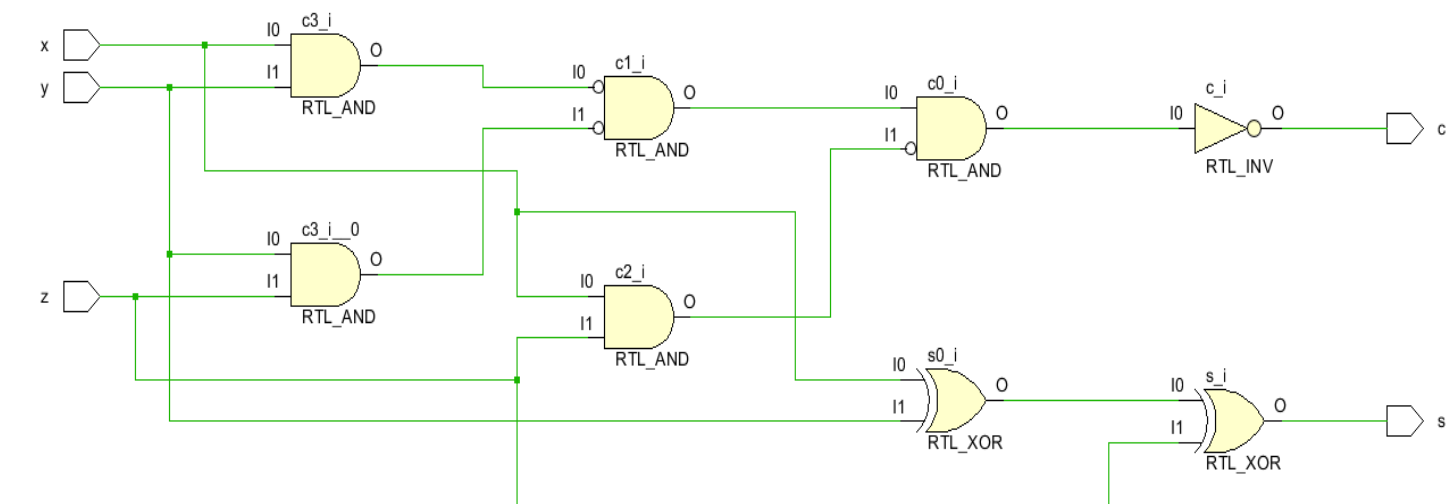 x
y
z
c3_i
I0
I1
O
RTL_AND
c3_i__0
I0
I1
O
RTL_AND
c1_i
I0
I1
O
RTL_AND
c2_i
I0
I1
O
RTL_AND
c0_i
I0
I1
O
RTL_AND
s0_i
I0
I1
O
RTL_XOR
c_i
I0
O
RTL_INV
s_i
I0
I1
O
RTL_XOR
c
s